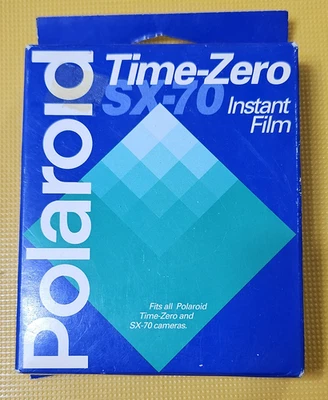 Polaroid
Time-Zero
SX-70 Instant
Film
Fits all Polaroid
Time-Zero and
SX-70 cameras.